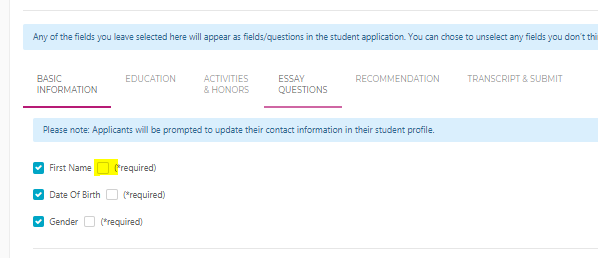 Any of the fields you leave selected here will appear as fields/questions in the student application. You can chose to unselect any fields you don't
BASIC INFORMATION
EDUCATION
ACTIVITIES & HONORS
ESSAY QUESTIONS
RECOMMENDATION
TRANSCRIPT & SUBMIT
Please note: Applicants will be prompted to update their contact information in their student profile.
First Name (*required)
Date Of Birth (*required)
Gender (*required)